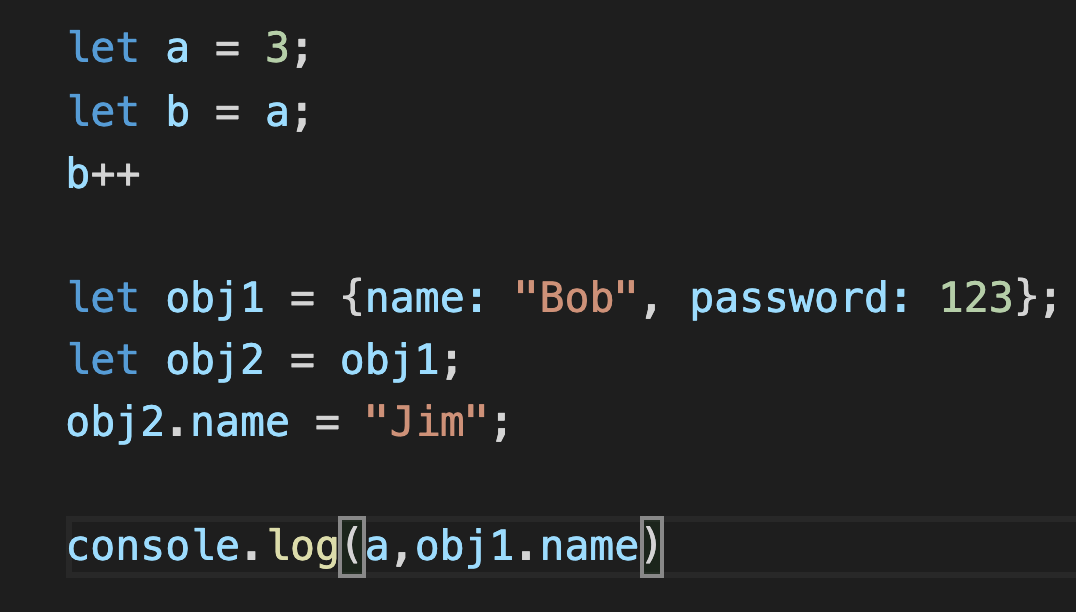 let a = 3;
let b = a;
b++
let obj1 = {name: "Bob", password: 123};
let obj2 = obj1;
obj2.name = "Jim";
console.log(a,obj1.name)